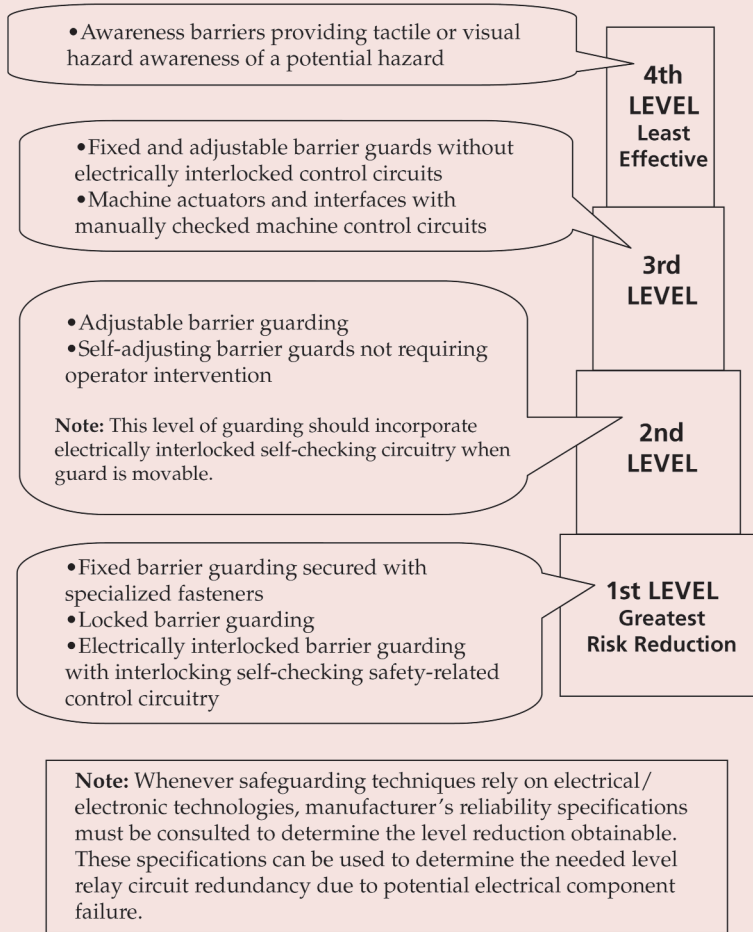 •Awareness barriers providing tactile or visual
hazard awareness of a potential hazard
4th
LEVEL
Least
Effective
•Fixed and adjustable barrier guards without
electrically interlocked control circuits
•Machine actuators and interfaces with
manually checked machine control circuits
3rd
LEVEL
•Adjustable barrier guarding
•Self-adjusting barrier guards not requiring
operator intervention
Note: This level of guarding should incorporate
electrically interlocked self-checking circuitry when
guard is movable.
2nd
LEVEL
•Fixed barrier guarding secured with
specialized fasteners
•Locked barrier guarding
•Electrically interlocked barrier guarding
with interlocking self-checking safety-related
control circuitry
1st LEVEL
Greatest
Risk Reduction
Note: Whenever safeguarding techniques rely on electrical/
electronic technologies, manufacturer's reliability specifications
must be consulted to determine the level reduction obtainable.
These specifications can be used to determine the needed level
relay circuit redundancy due to potential electrical component
failure.